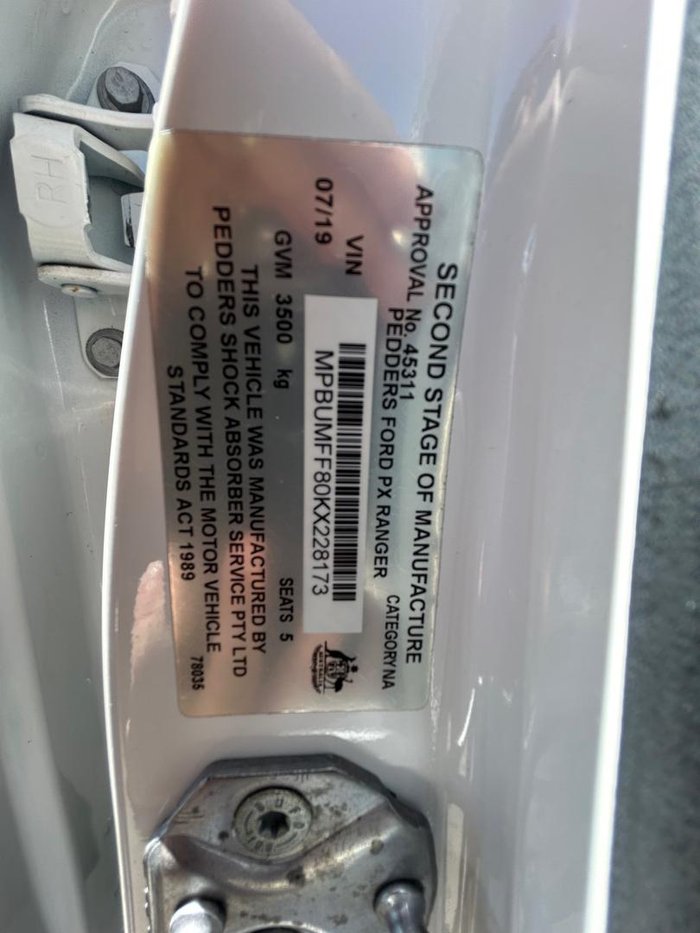 SECOND STAGE OF MANUFACTURE
APPROVAL No. 45311 CATEGORY NA
PEDDERS FORD PX RANGER
07/19 VIN MPBUMFF80KX228173
AUSTRALIA
GVM 3500 kg SEATS 5
THIS VEHICLE WAS MANUFACTURED BY
PEDDERS SHOCK ABSORBER SERVICE PTY LTD
TO COMPLY WITH THE MOTOR VEHICLE
STANDARDS ACT 1989
78035
RH